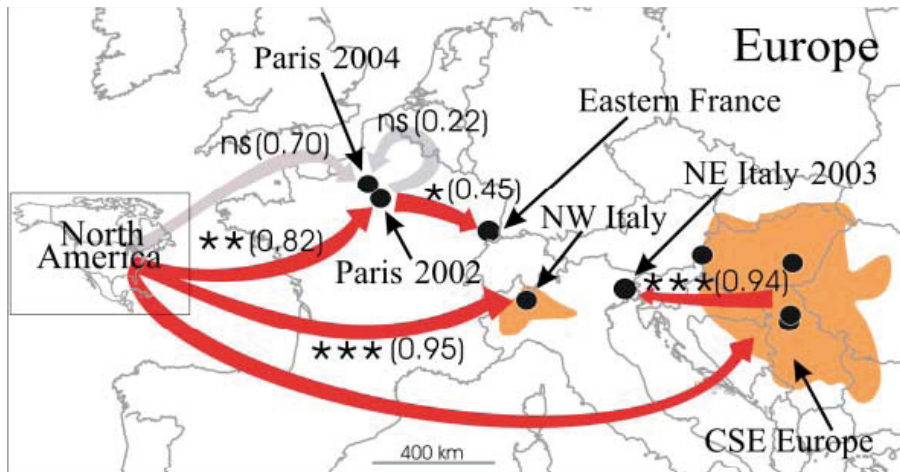 Europe
Paris 2004
Eastern France
ns(0.70)
ns(0.22)
NE Italy 2003
*(0.45)
NW Italy
North
America
**(0.82)
Paris 2002
***(0.94)
***(0.95)
CSE Europe
400 km